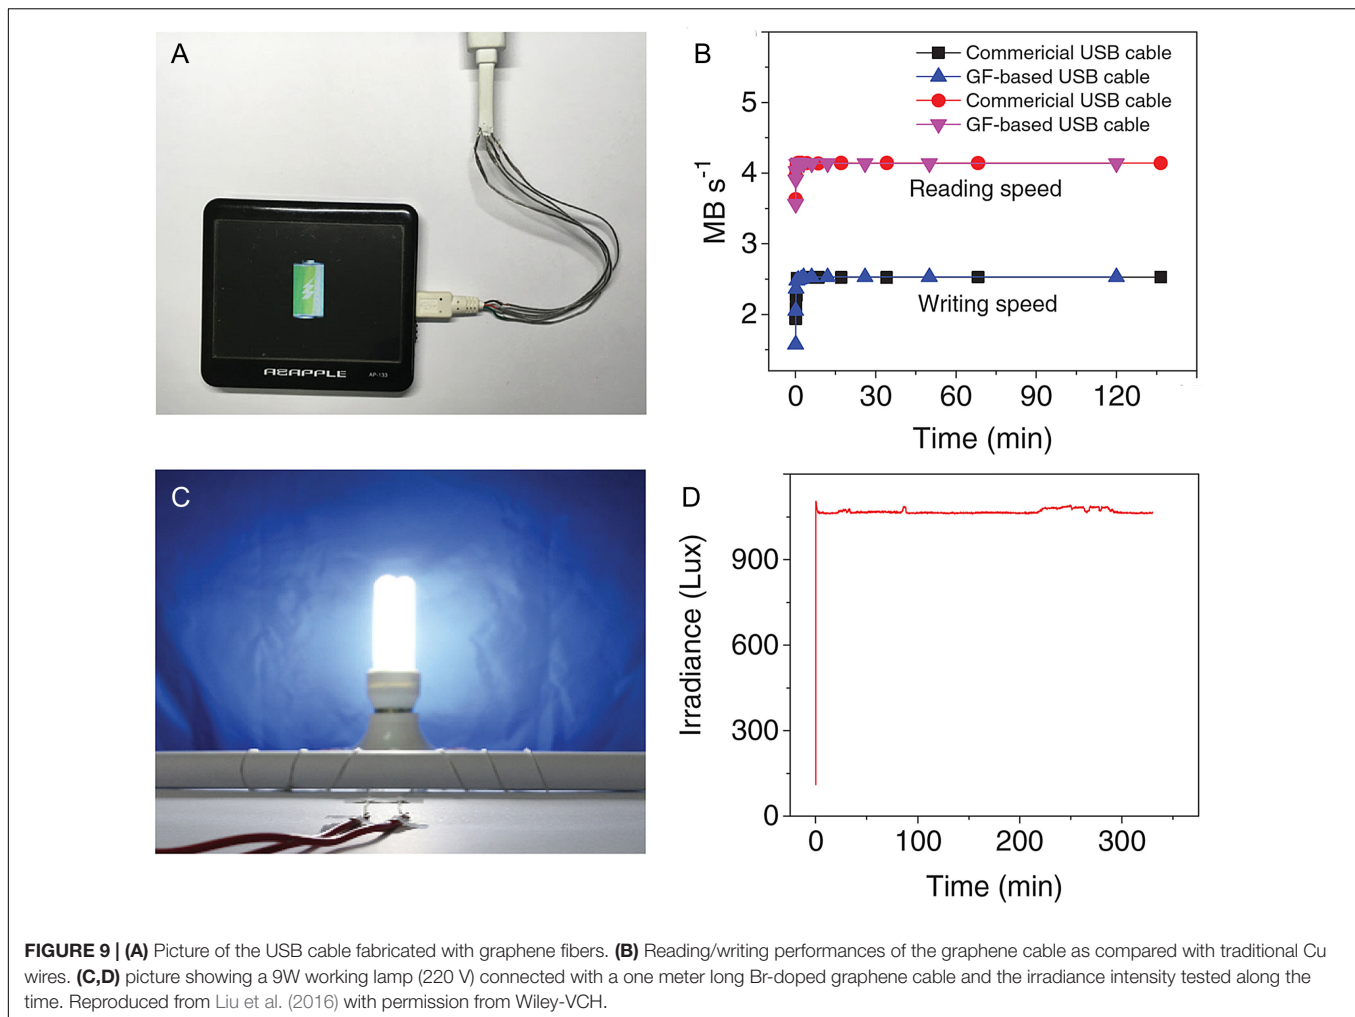 A
AZAPPLE
AP-133
B
Commericial USB cable
GF-based USB cable
Commericial USB cable
GF-based USB cable
MB s⁻¹
5
4
3
2
Reading speed
Writing speed
0 30 60 90 120
Time (min)
C
D
Irradiance (Lux)
900
600
300
0
0 100 200 300
Time (min)
FIGURE 9 | (A) Picture of the USB cable fabricated with graphene fibers. (B) Reading/writing performances of the graphene cable as compared with traditional Cu
wires. (C,D) picture showing a 9W working lamp (220 V) connected with a one meter long Br-doped graphene cable and the irradiance intensity tested along the
time. Reproduced from Liu et al. (2016) with permission from Wiley-VCH.